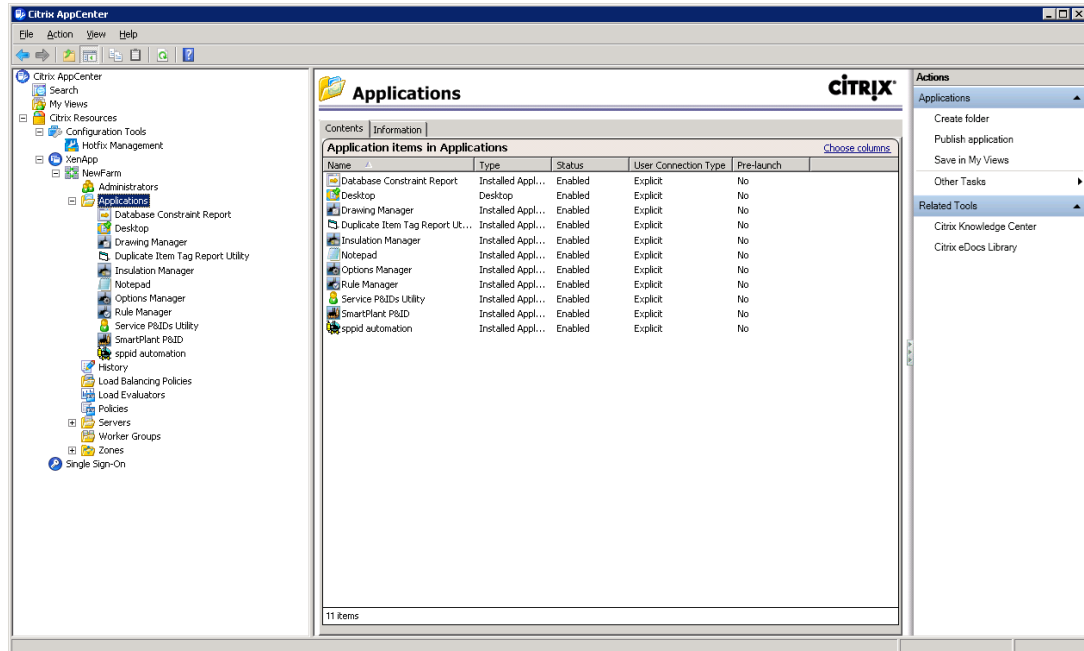 Citrix AppCenter
File Action View Help
Citrix AppCenter
Search
My Views
Citrix Resources
Configuration Tools
Hotfix Management
XenApp
NewFarm
Administrators
Applications
Database Constraint Report
Desktop
Drawing Manager
Duplicate Item Tag Report Utility
Insulation Manager
Notepad
Options Manager
Rule Manager
Service P&IDs Utility
SmartPlant P&ID
sppid automation
History
Load Balancing Policies
Load Evaluators
Policies
Servers
Worker Groups
Zones
Single Sign-On
Applications
CITRIX
Contents Information
Application items in Applications Choose columns
Name Type Status User Connection Type Pre-launch
Database Constraint Report Installed Appl... Enabled Explicit No
Desktop Desktop Enabled Explicit No
Drawing Manager Installed Appl... Enabled Explicit No
Duplicate Item Tag Report Ut... Installed Appl... Enabled Explicit No
Insulation Manager Installed Appl... Enabled Explicit No
Notepad Installed Appl... Enabled Explicit No
Options Manager Installed Appl... Enabled Explicit No
Rule Manager Installed Appl... Enabled Explicit No
Service P&IDs Utility Installed Appl... Enabled Explicit No
SmartPlant P&ID Installed Appl... Enabled Explicit No
sppid automation Installed Appl... Enabled Explicit No
11 items
Actions
Applications
Create folder
Publish application
Save in My Views
Other Tasks
Related Tools
Citrix Knowledge Center
Citrix eDocs Library